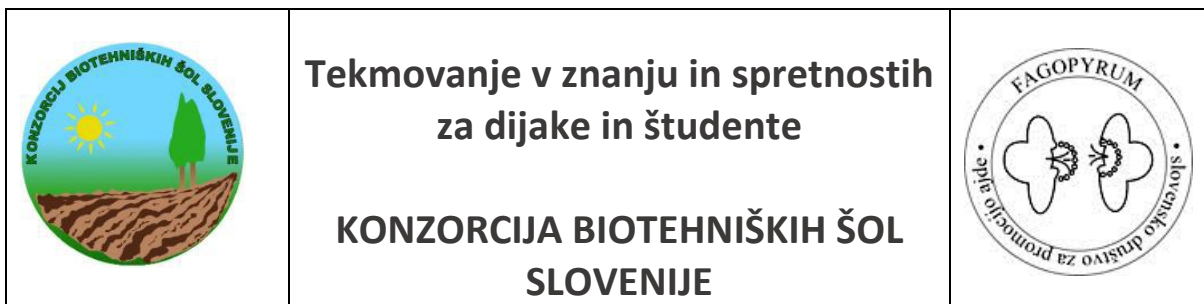 KONZORCIJ BIOTEHNIŠKIH ŠOL SLOVENIJE
Tekmovanje v znanju in spretnostih
za dijake in študente
KONZORCIJA BIOTEHNIŠKIH ŠOL
SLOVENIJE
FAGOPYRUM
• slovensko društvo za promocijo ajde •